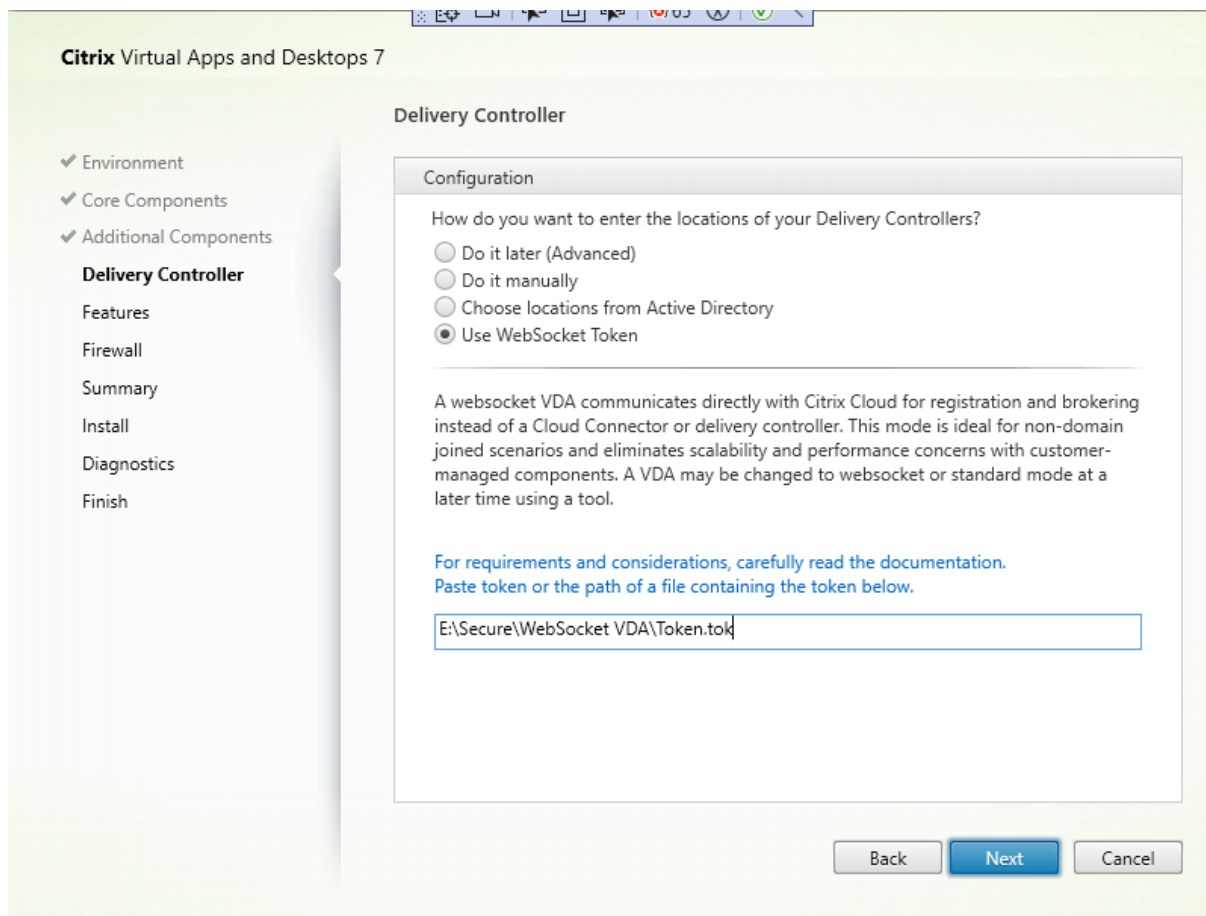 Citrix Virtual Apps and Desktops 7
Delivery Controller
Environment
Core Components
Additional Components
Delivery Controller
Features
Firewall
Summary
Install
Diagnostics
Finish
Configuration
How do you want to enter the locations of your Delivery Controllers?
Do it later (Advanced)
Do it manually
Choose locations from Active Directory
Use WebSocket Token
A websocket VDA communicates directly with Citrix Cloud for registration and brokering
instead of a Cloud Connector or delivery controller. This mode is ideal for non-domain
joined scenarios and eliminates scalability and performance concerns with customer-
managed components. A VDA may be changed to websocket or standard mode at a
later time using a tool.
For requirements and considerations, carefully read the documentation.
Paste token or the path of a file containing the token below.
E:\Secure\WebSocket VDA\Token.tok
Back
Next
Cancel